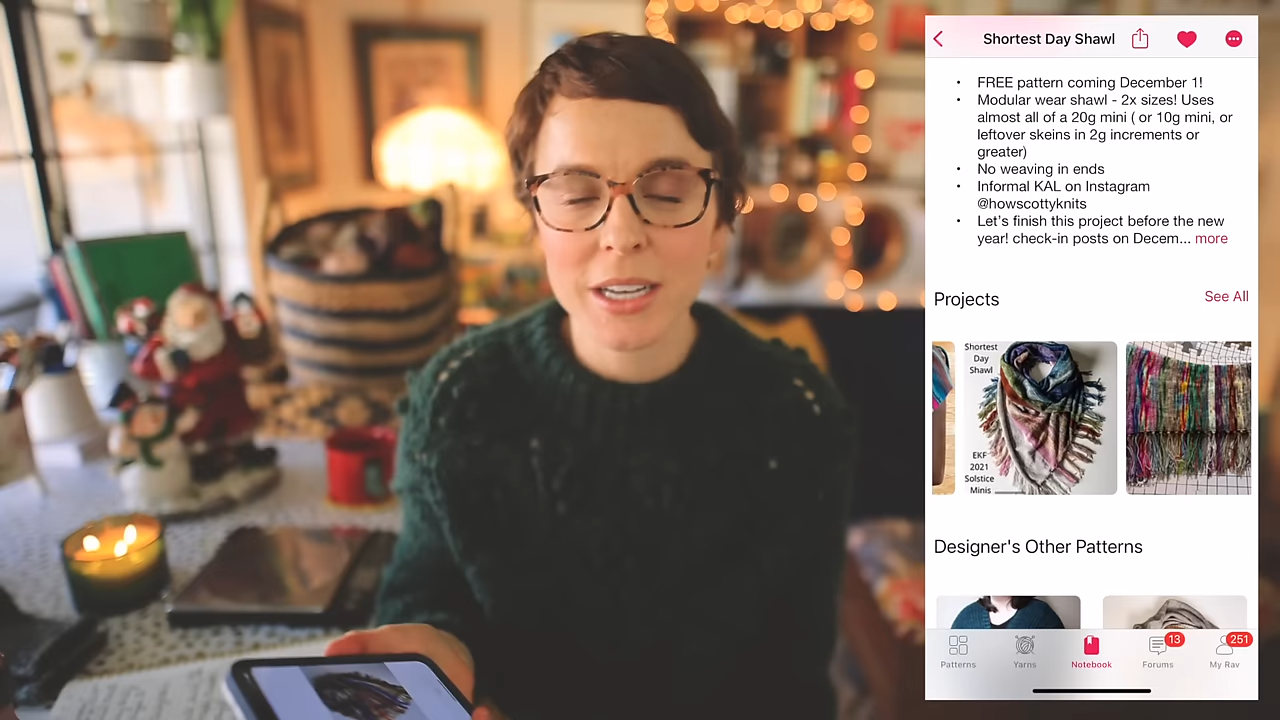 Shortest Day Shawl
• FREE pattern coming December 1!
• Modular wear shawl - 2x sizes! Uses
almost all of a 20g mini ( or 10g mini, or
leftover skeins in 2g increments or
greater)
• No weaving in ends
• Informal KAL on Instagram
@howscottyknits
• Let's finish this project before the new
year! check-in posts on Decem... more
Projects
See All
Shortest
Day
Shawl
EKF
2021
Solstice
Minis
Designer's Other Patterns
13
251
Patterns
Yarns
Notebook
Forums
My Rav